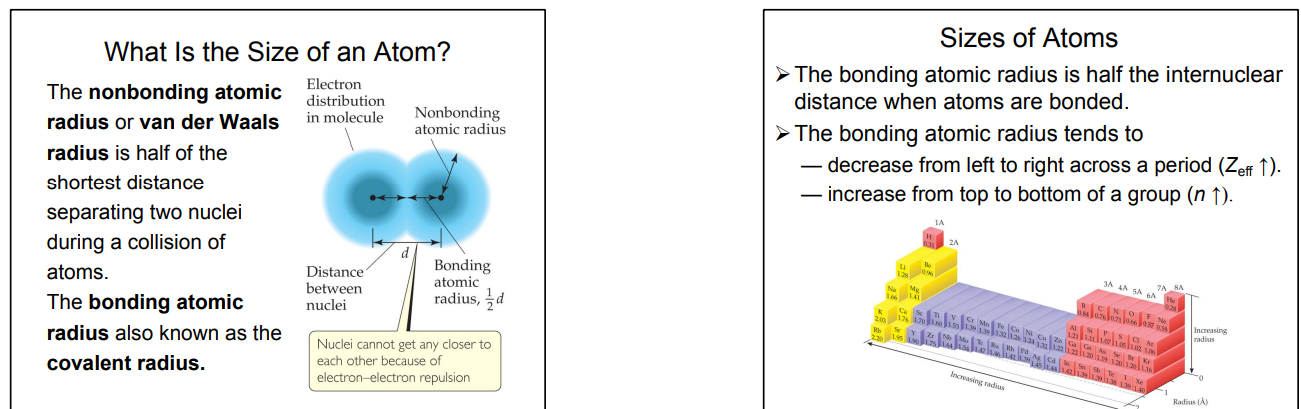 What Is the Size of an Atom?
The nonbonding atomic
radius or van der Waals
radius is half of the
shortest distance
separating two nuclei
during a collision of
atoms.
The bonding atomic
radius also known as the
covalent radius.
Electron
distribution
in molecule
Nonbonding
atomic radius
d
Distance
between
nuclei
Bonding
atomic
radius, 1/2 d
Nuclei cannot get any closer to
each other because of
electron–electron repulsion
Sizes of Atoms
➢ The bonding atomic radius is half the internuclear
distance when atoms are bonded.
➢ The bonding atomic radius tends to
— decrease from left to right across a period (Zeff ↑).
— increase from top to bottom of a group (n ↑).
1A
2A
3A 4A 5A 6A 7A 8A
H
0.31
He
0.28
Li
1.28
Be
0.96
B
0.84
C
0.76
N
0.71
O
0.66
F
0.57
Ne
0.58
Na
1.66
Mg
1.41
Al
1.21
Si
1.11
P
1.07
S
1.05
Cl
1.02
Ar
1.06
K
2.03
Ca
1.76
Sc
1.70
Ti
1.60
V
1.53
Cr
1.39
Mn
1.39
Fe
1.32
Co
1.26
Ni
1.24
Cu
1.32
Zn
1.22
Ga
1.22
Ge
1.20
As
1.19
Se
1.20
Br
1.20
Kr
1.16
Rb
2.20
Sr
1.95
Y
1.90
Zr
1.75
Nb
1.64
Mo
1.54
Tc
1.47
Ru
1.46
Rh
1.42
Pd
1.39
Ag
1.45
Cd
1.44
In
1.42
Sn
1.39
Sb
1.39
Te
1.38
I
1.39
Xe
1.40
Increasing
radius
Increasing radius
0
1
2
Radius (Å)